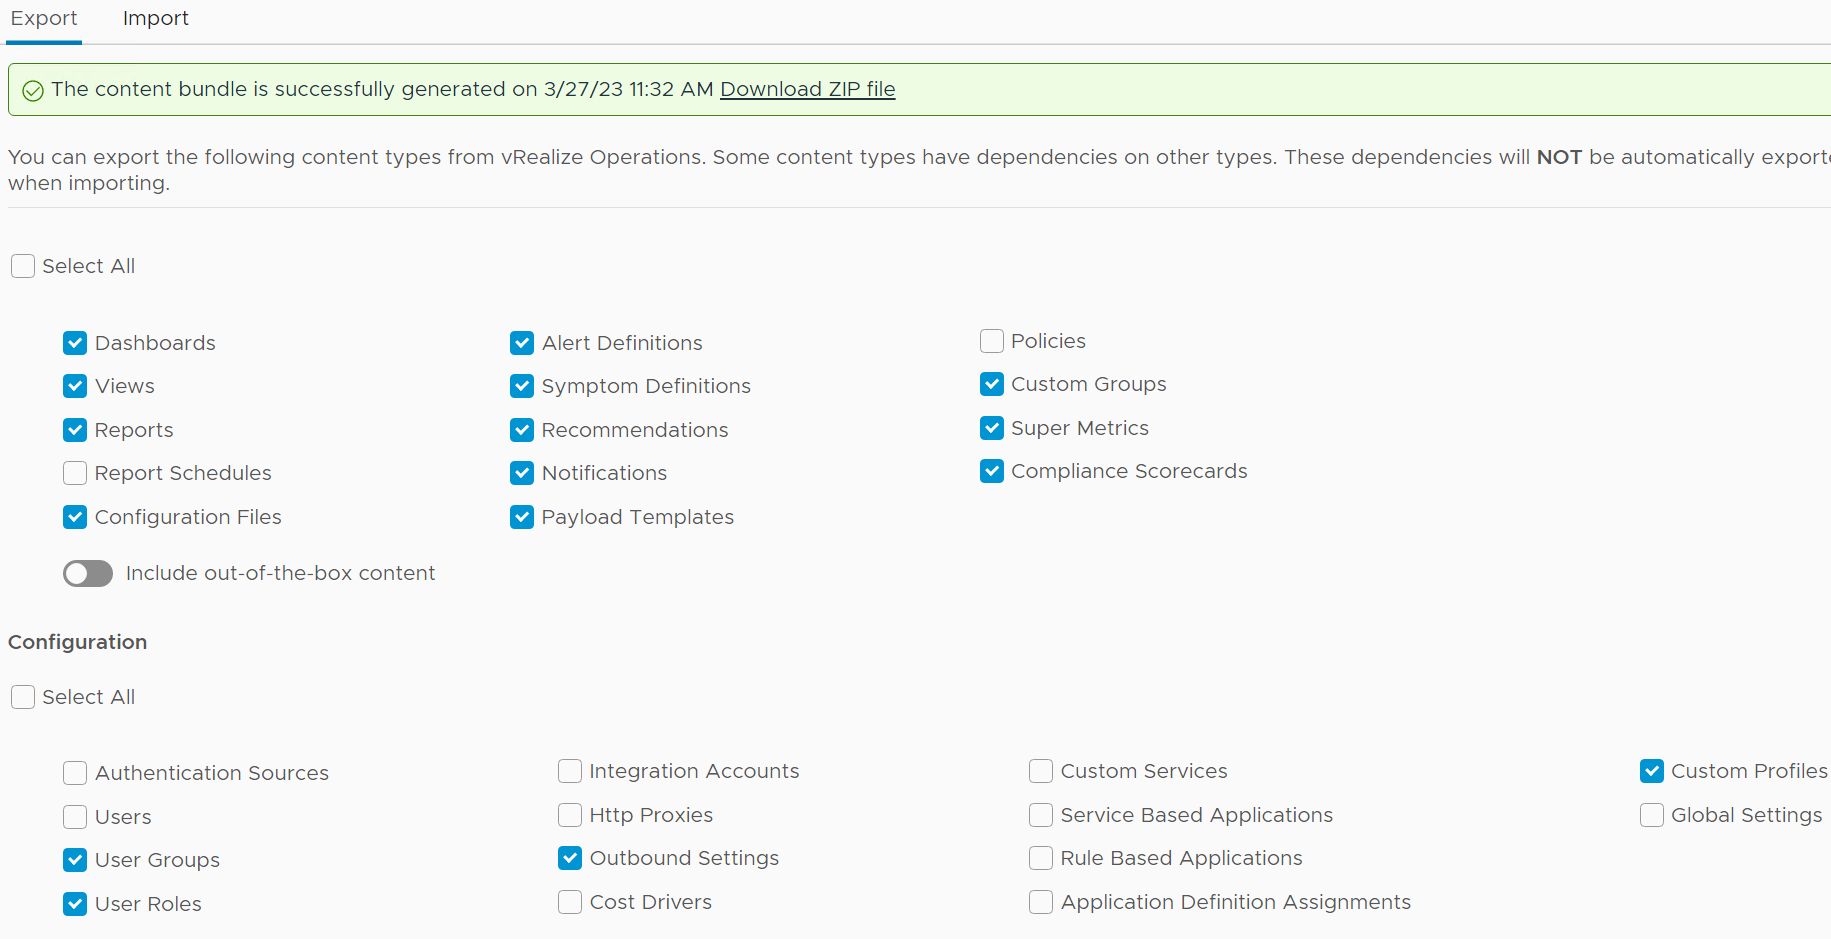 Export Import
The content bundle is successfully generated on 3/27/23 11:32 AM Download ZIP file
You can export the following content types from vRealize Operations. Some content types have dependencies on other types. These dependencies will NOT be automatically
when importing.
Select All
Dashboards Alert Definitions Policies
Views Symptom Definitions Custom Groups
Reports Recommendations Super Metrics
Report Schedules Notifications Compliance Scorecards
Configuration Files Payload Templates
Include out-of-the-box content
Configuration
Select All
Authentication Sources Integration Accounts Custom Services Custom Profiles
Users Http Proxies Service Based Applications Global Settings
User Groups Outbound Settings Rule Based Applications
User Roles Cost Drivers Application Definition Assignments